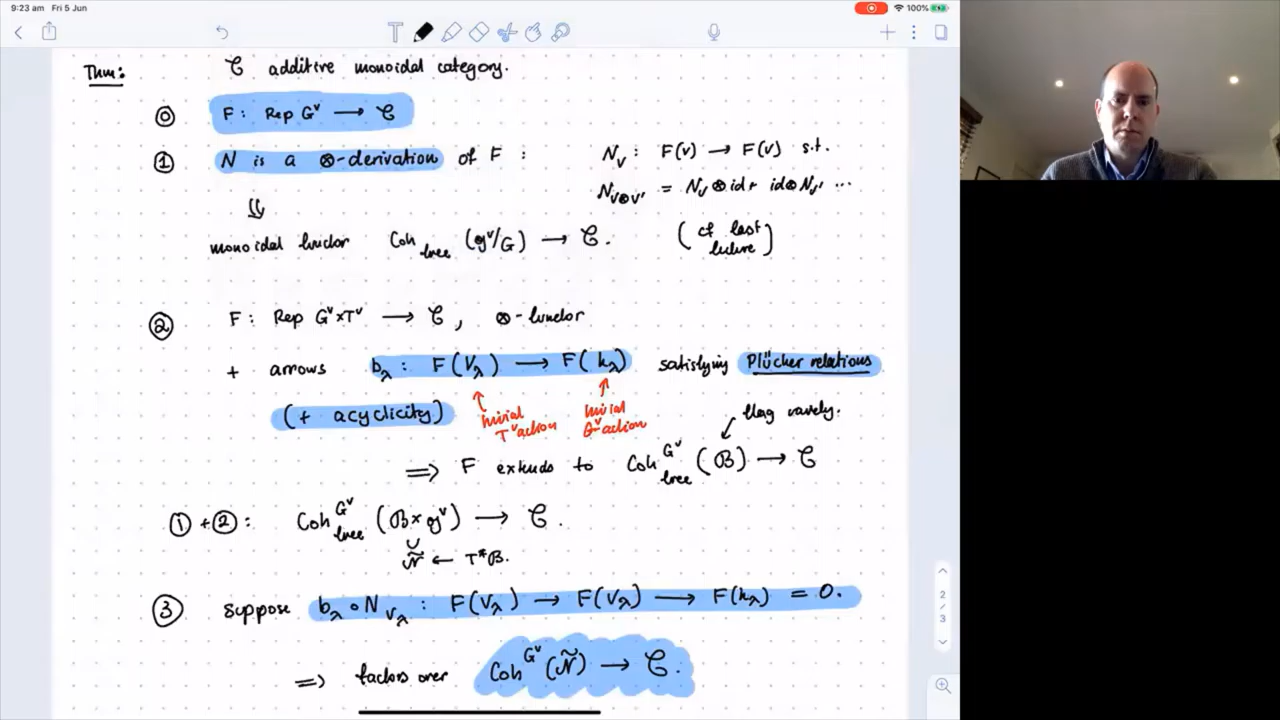 9:23 am Fri 5 Jun
100%
Thm: 𝒞 additive monoidal category.
⓪ F : Rep G^∨ → 𝒞
① N is a ⊗-derivation of F : N_V : F(V) → F(V) s.t.
N_{V⊗V'} = N_V ⊗ id + id ⊗ N_{V'} ...
⇓
monoidal functor Coh_free (g^∨/G) → 𝒞. (cf last lecture)
② F : Rep G^∨×T^∨ → 𝒞, ⊗-functor
+ arrows b_λ : F(V_λ) → F(k_λ) satisfying Plücker relations
(+ acyclicity) ↑ trivial T^∨ action ↑ trivial G^∨-action flag variety.
⟹ F extends to Coh^{G^∨}_free (ℬ) → 𝒞
①+②: Coh^{G^∨}_free (ℬ × g^∨) → 𝒞.
∪
Ñ ← T*ℬ.
③ suppose b_λ ∘ N_{V_λ} : F(V_λ) → F(V_λ) → F(k_λ) = 0.
⟹ factors over Coh^{G^∨}(Ñ) → 𝒞.
2
/
3